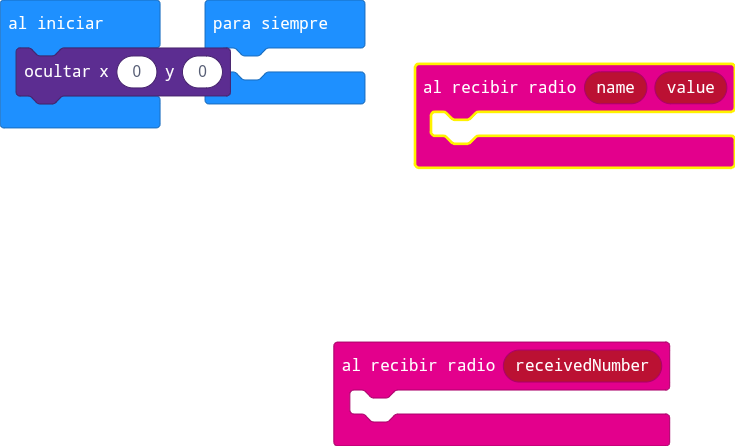 al iniciar
ocultar x 0 y 0
para siempre
al recibir radio name value
al recibir radio receivedNumber